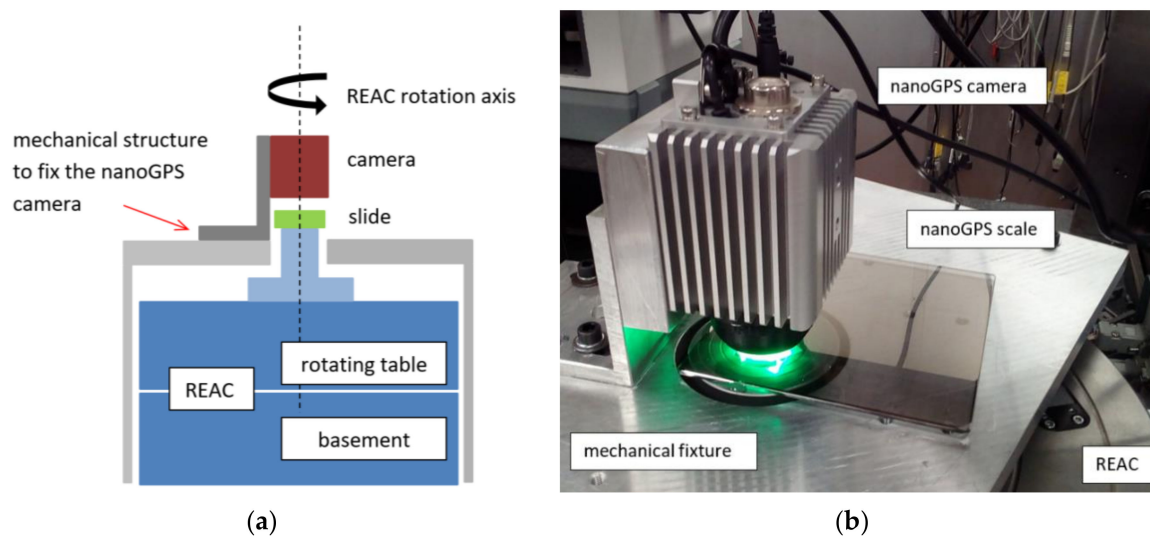 REAC rotation axis
mechanical structure
to fix the nanoGPS
camera
camera
slide
rotating table
REAC
basement
(a)
nanoGPS camera
nanoGPS scale
mechanical fixture
REAC
(b)